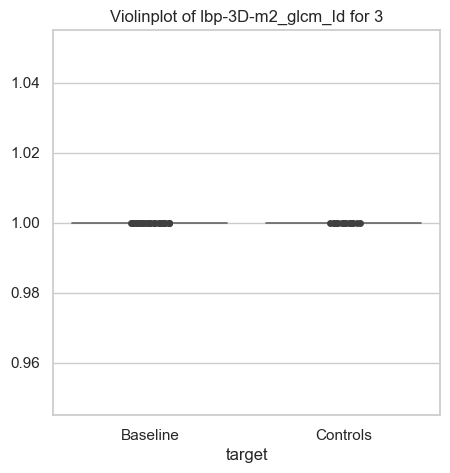 Violinplot of lbp-3D-m2_glcm_Id for 3
1.04
1.02
1.00
0.98
0.96
Baseline Controls
target